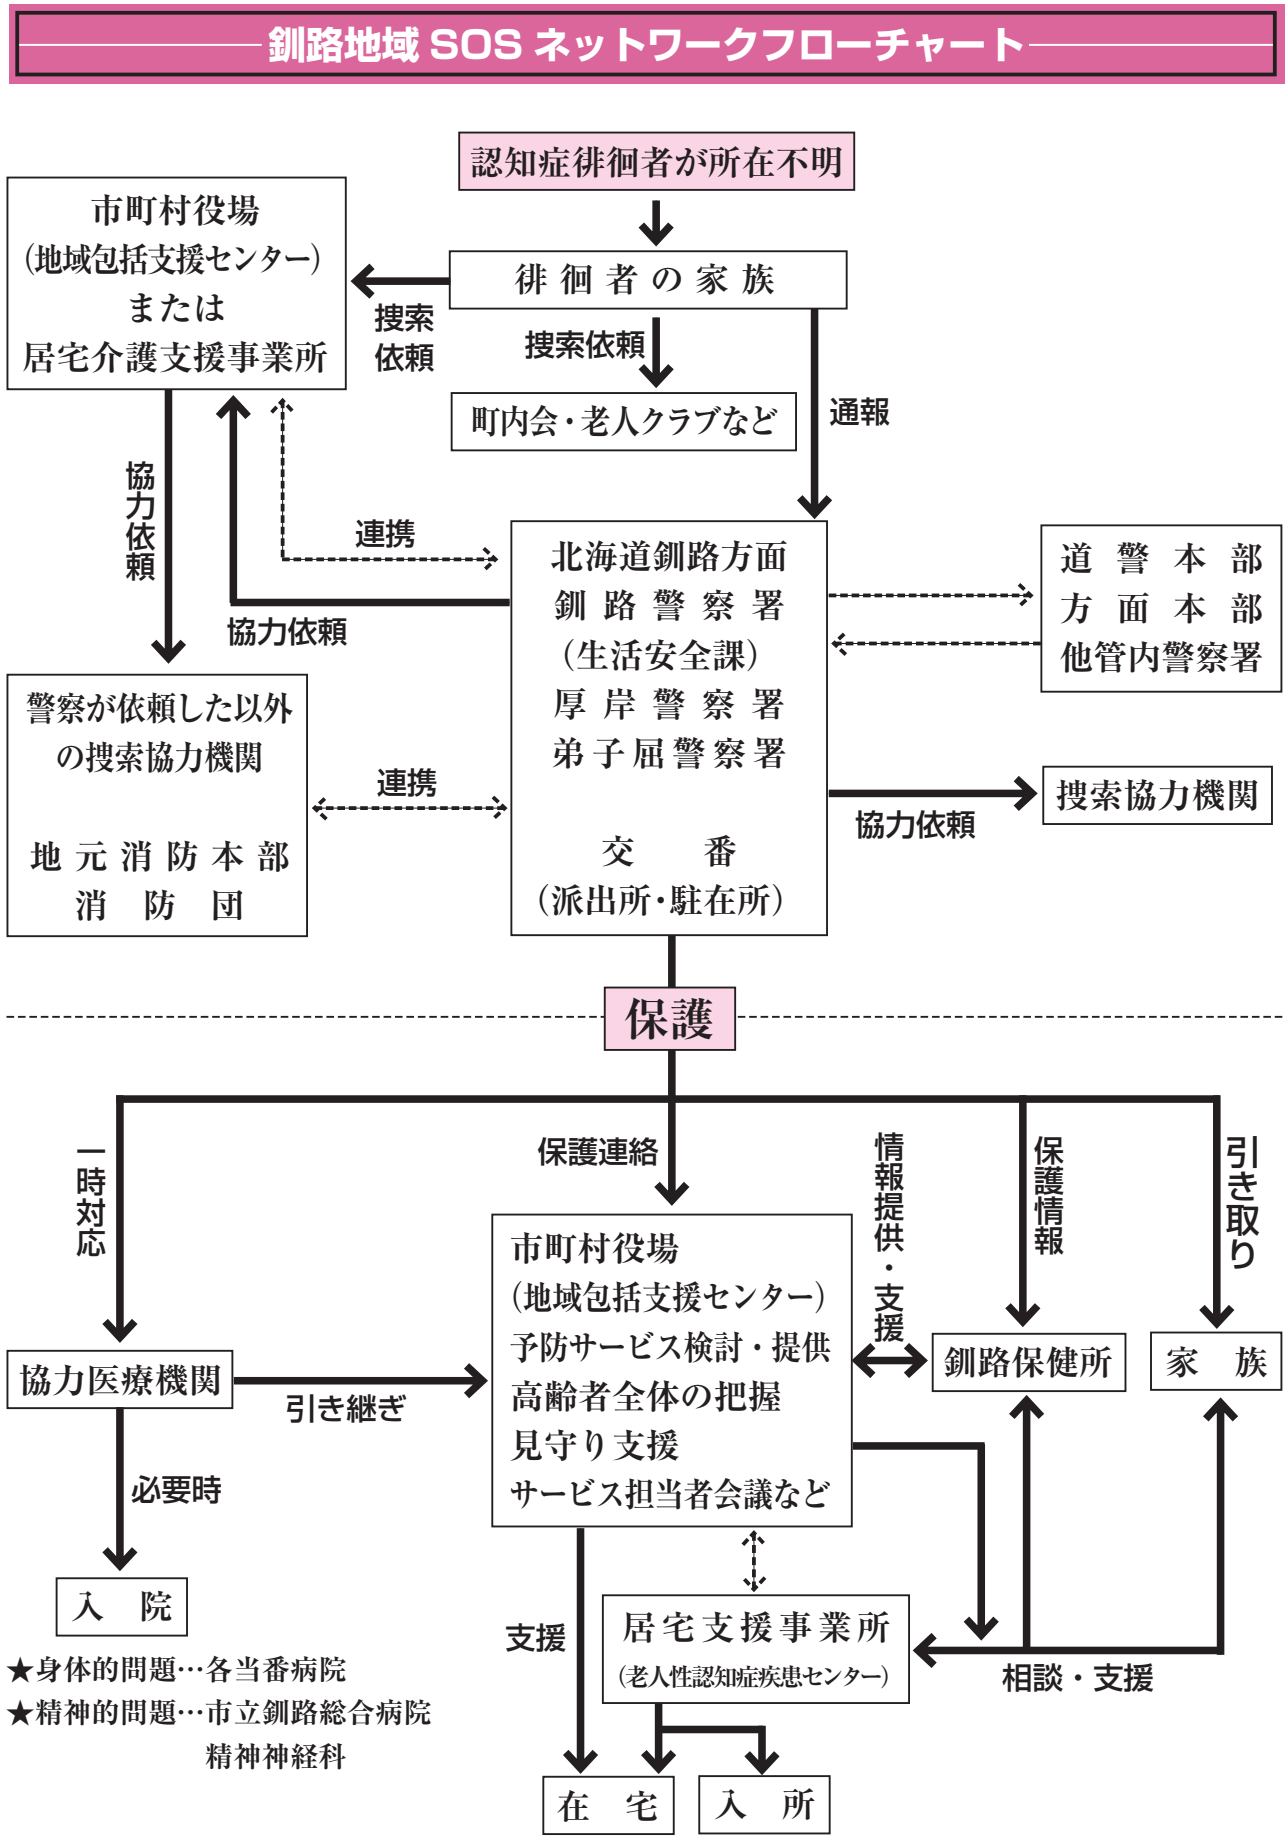 釧路地域 SOS ネットワークフローチャート
認知症徘徊者が所在不明
市町村役場
(地域包括支援センター)
または
居宅介護支援事業所
徘徊者の家族
捜索
依頼
捜索依頼
通報
町内会・老人クラブなど
協力依頼
連携
協力依頼
北海道釧路方面
釧路警察署
(生活安全課)
厚岸警察署
弟子屈警察署
交番
(派出所・駐在所)
道警本部
方面本部
他管内警察署
警察が依頼した以外
の捜索協力機関
地元消防本部
消防団
連携
協力依頼
捜索協力機関
保護
一時対応
保護連絡
情報提供・支援
保護情報
引き取り
市町村役場
(地域包括支援センター)
予防サービス検討・提供
高齢者全体の把握
見守り支援
サービス担当者会議など
協力医療機関
引き継ぎ
釧路保健所
家族
必要時
入院
★身体的問題…各当番病院
★精神的問題…市立釧路総合病院
精神神経科
支援
居宅支援事業所
(老人性認知症疾患センター)
相談・支援
在宅
入所